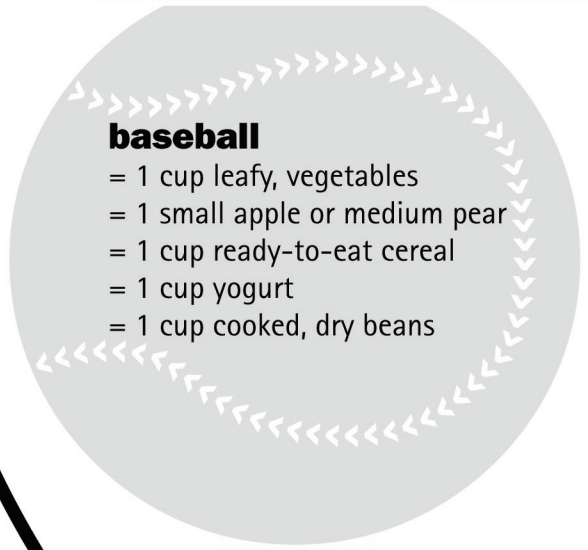 baseball
= 1 cup leafy, vegetables
= 1 small apple or medium pear
= 1 cup ready-to-eat cereal
= 1 cup yogurt
= 1 cup cooked, dry beans